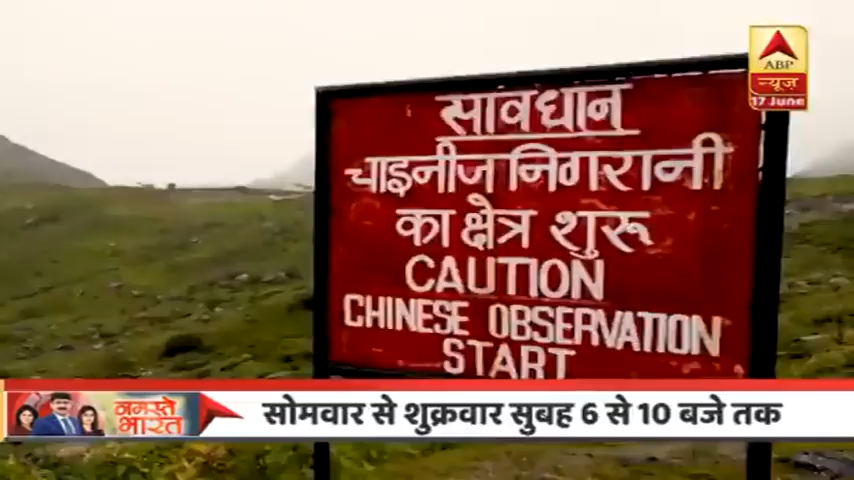 सावधान
चाइनीज निगरानी
का क्षेत्र शुरू
CAUTION
CHINESE OBSERVATION
START
ABP
न्यूज़
17 June
नमस्ते
भारत
सोमवार से शुक्रवार सुबह 6 से 10 बजे तक